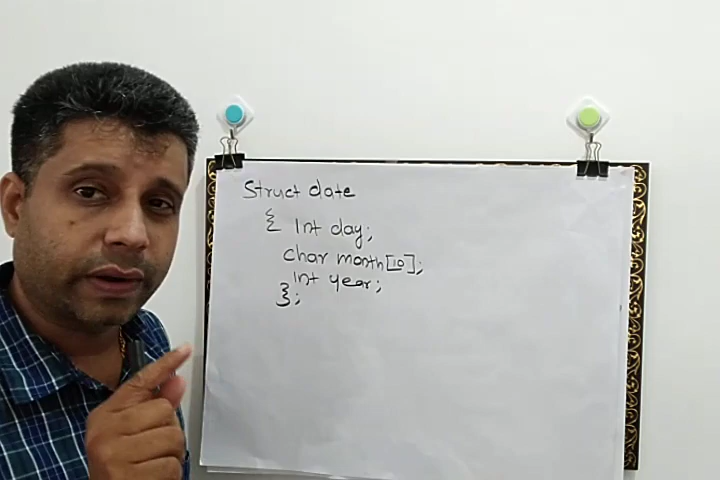 Struct date
{ Int day;
char month[10];
int year;
};